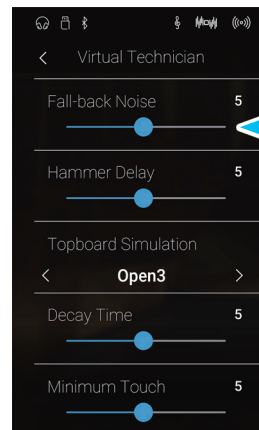 Virtual Technician
Fall-back Noise 5
Hammer Delay 5
Topboard Simulation
Open3
Decay Time 5
Minimum Touch 5